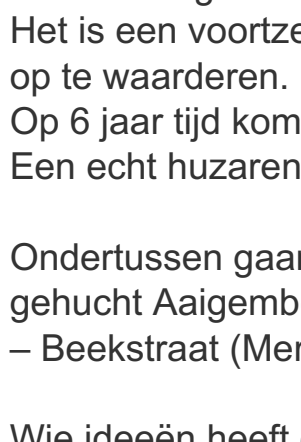 Het is een voortze
op te waarderen.
Op 6 jaar tijd kom
Een echt huzaren
Ondertussen gaar
gehucht Aaigemb
– Beekstraat (Mer
Wie ideeën heeft